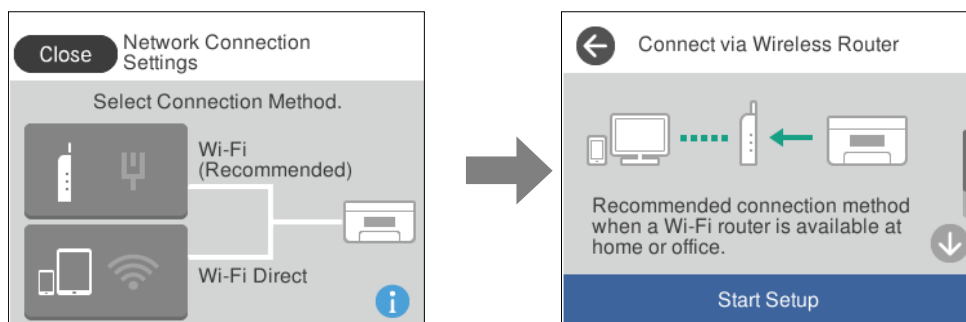 Close
Network Connection
Settings
Select Connection Method.
Wi-Fi
(Recommended)
Wi-Fi Direct
i
Connect via Wireless Router
Recommended connection method
when a Wi-Fi router is available at
home or office.
Start Setup